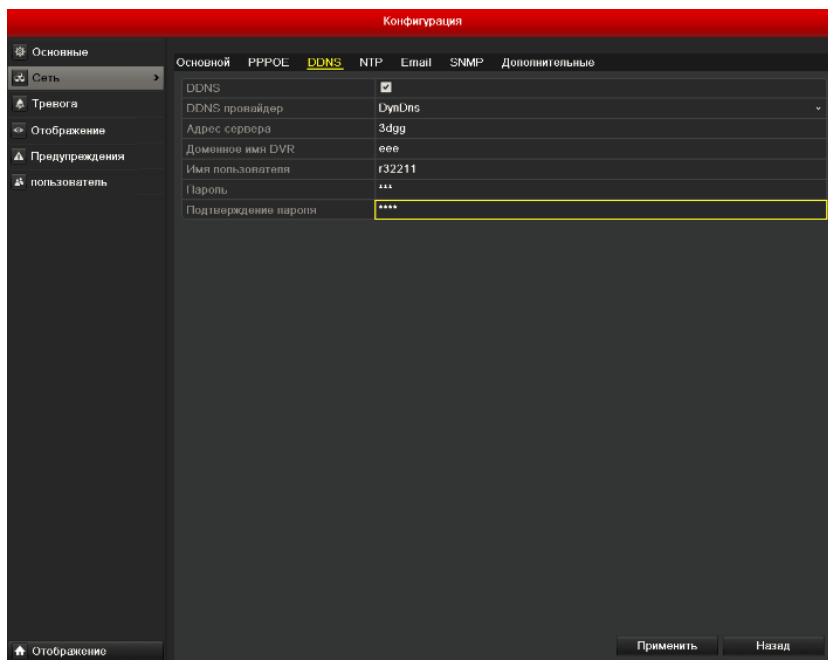 Конфигурация
Основные
Сеть
Тревога
Отображение
Предупреждения
пользователь
Основной PPPOE DDNS NTP Email SNMP Дополнительные
DDNS
DDNS провайдер DynDns
Адрес сервера 3dgg
Доменное имя DVR eee
Имя пользователя r32211
Пароль ***
Подтверждение пароля ****
Применить Назад
Отображение